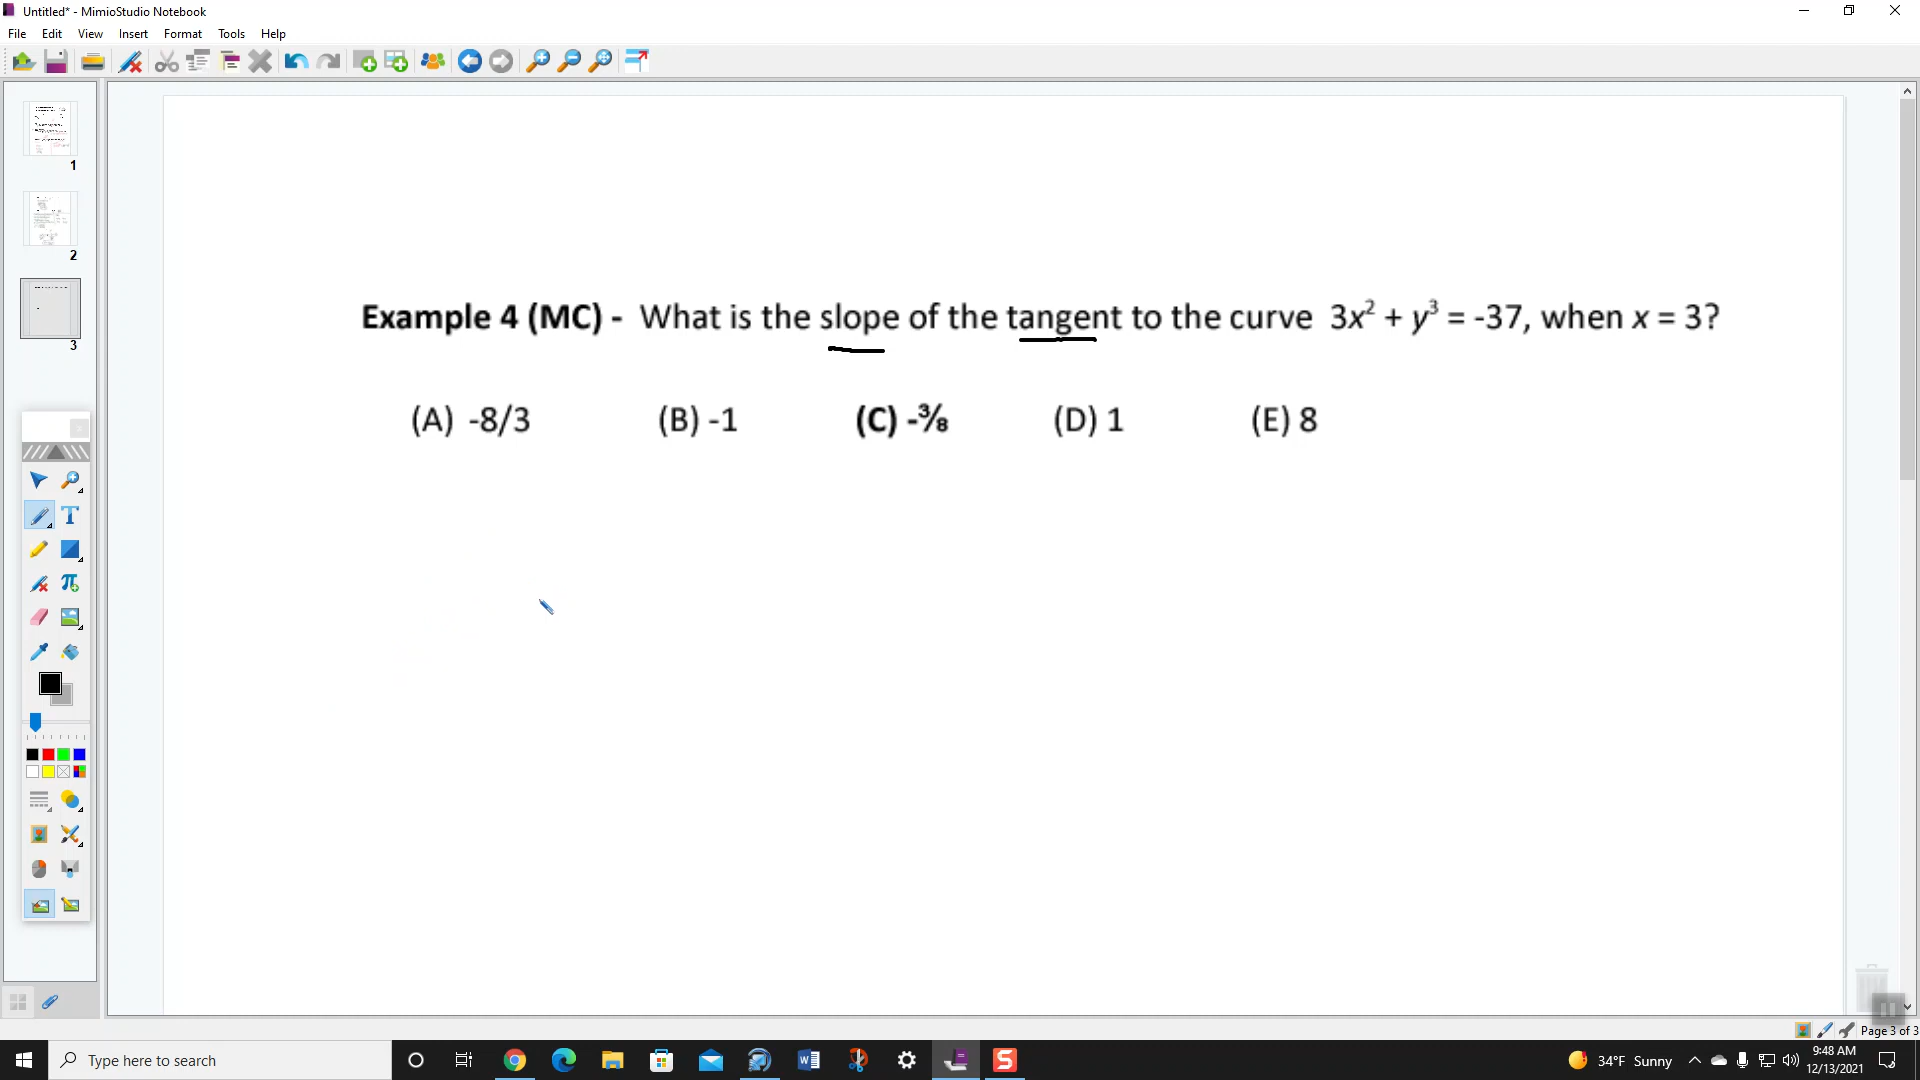 Untitled* - MimioStudio Notebook
File Edit View Insert Format Tools Help
1
2
3
Example 4 (MC) - What is the slope of the tangent to the curve 3x² + y³ = -37, when x = 3?
(A) -8/3 (B) -1 (C) -⅜ (D) 1 (E) 8
Page 3 of 3
Type here to search
34°F Sunny
9:48 AM
12/13/2021